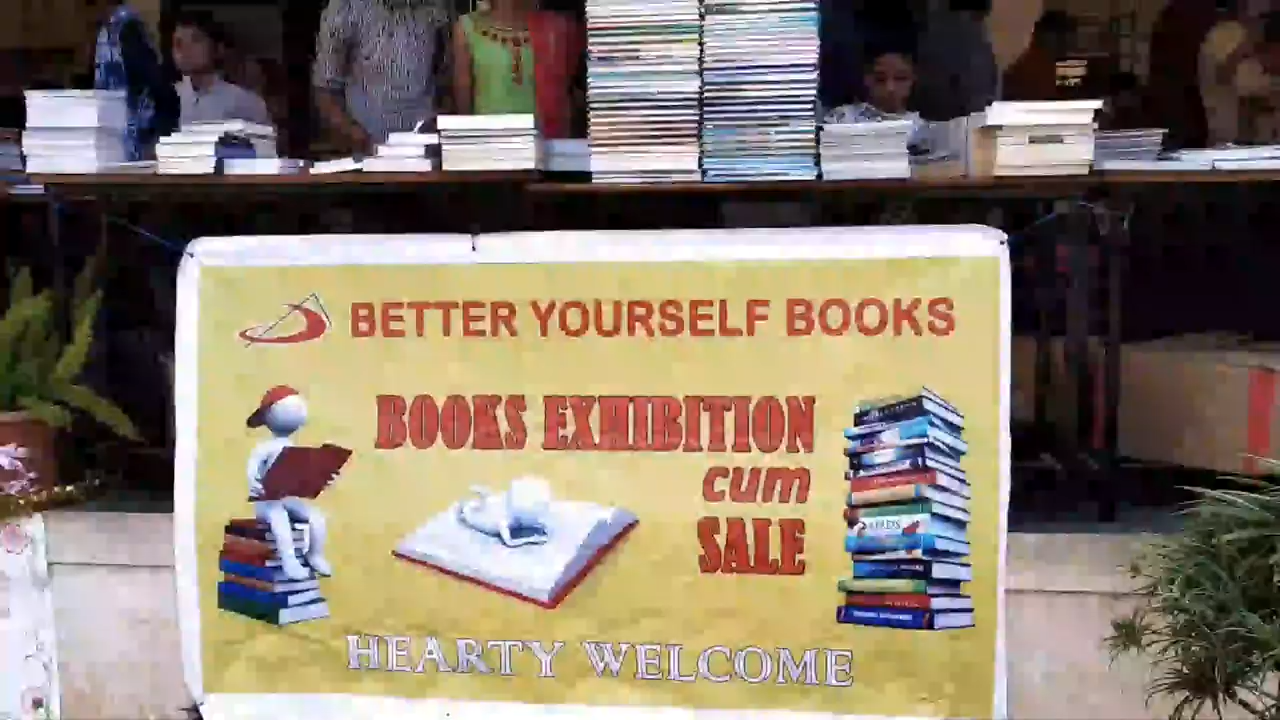 BETTER YOURSELF BOOKS
BOOKS EXHIBITION
cum
SALE
HEARTY WELCOME